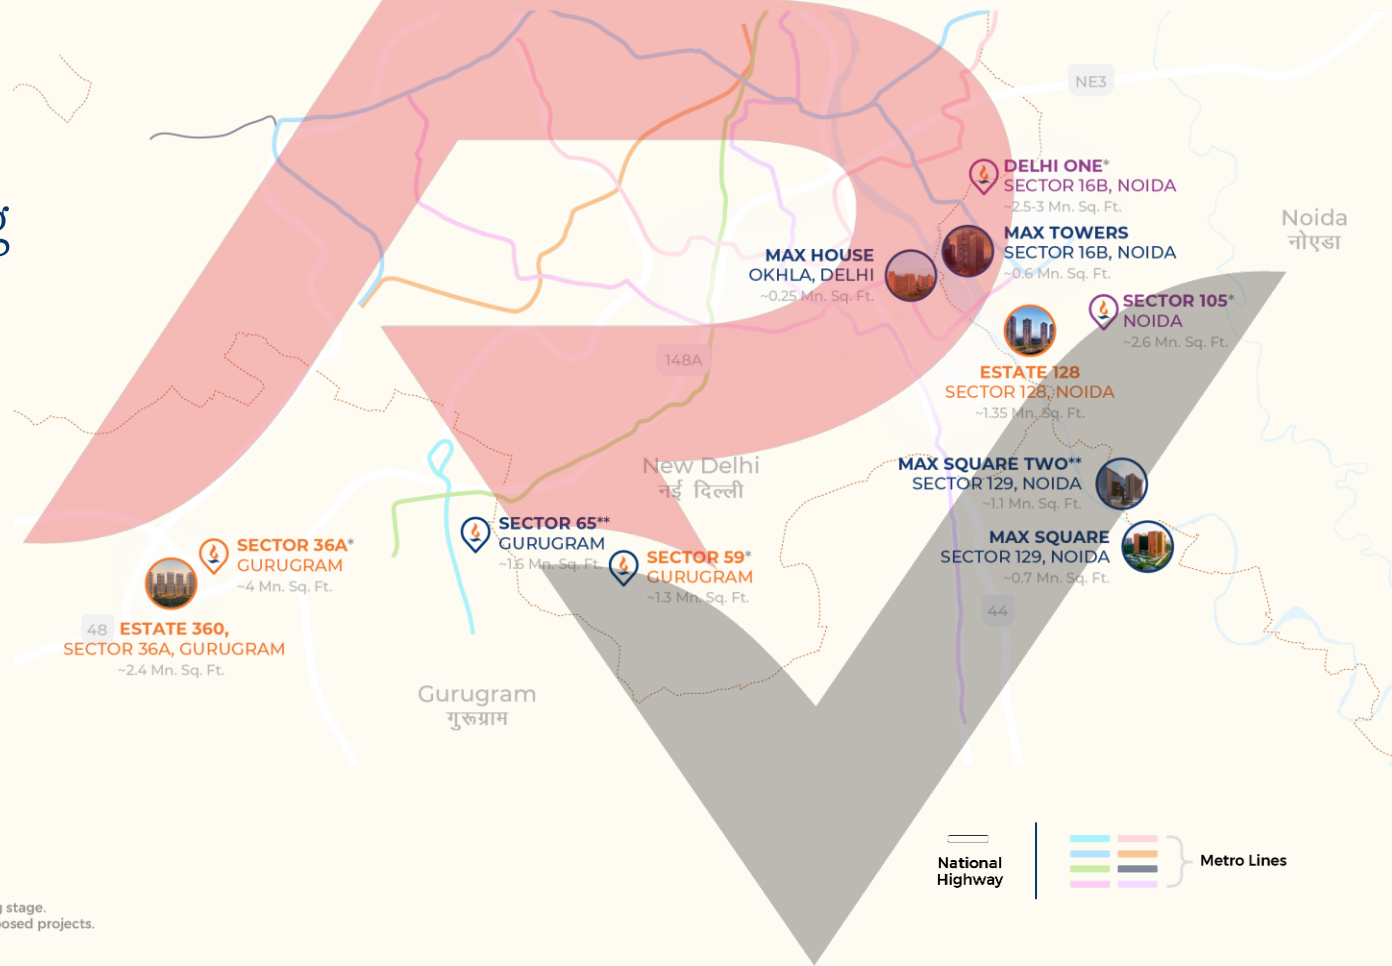 g
NE3
DELHI ONE*
SECTOR 16B, NOIDA
~2.5-3 Mn. Sq. Ft.
Noida
नोएडा
MAX TOWERS
SECTOR 16B, NOIDA
~0.6 Mn. Sq. Ft.
MAX HOUSE
OKHLA, DELHI
~0.25 Mn. Sq. Ft.
SECTOR 105*
NOIDA
~2.6 Mn. Sq. Ft.
148A
ESTATE 128
SECTOR 128, NOIDA
~1.35 Mn. Sq. Ft.
New Delhi
नई दिल्ली
MAX SQUARE TWO**
SECTOR 129, NOIDA
~1.1 Mn. Sq. Ft.
SECTOR 65**
GURUGRAM
~1.6 Mn. Sq. Ft.
MAX SQUARE
SECTOR 129, NOIDA
~0.7 Mn. Sq. Ft.
SECTOR 36A*
GURUGRAM
~4 Mn. Sq. Ft.
SECTOR 59*
GURUGRAM
~1.3 Mn. Sq. Ft.
44
48
ESTATE 360,
SECTOR 36A, GURUGRAM
~2.4 Mn. Sq. Ft.
Gurugram
गुरूग्राम
National
Highway
Metro Lines
g stage.
osed projects.